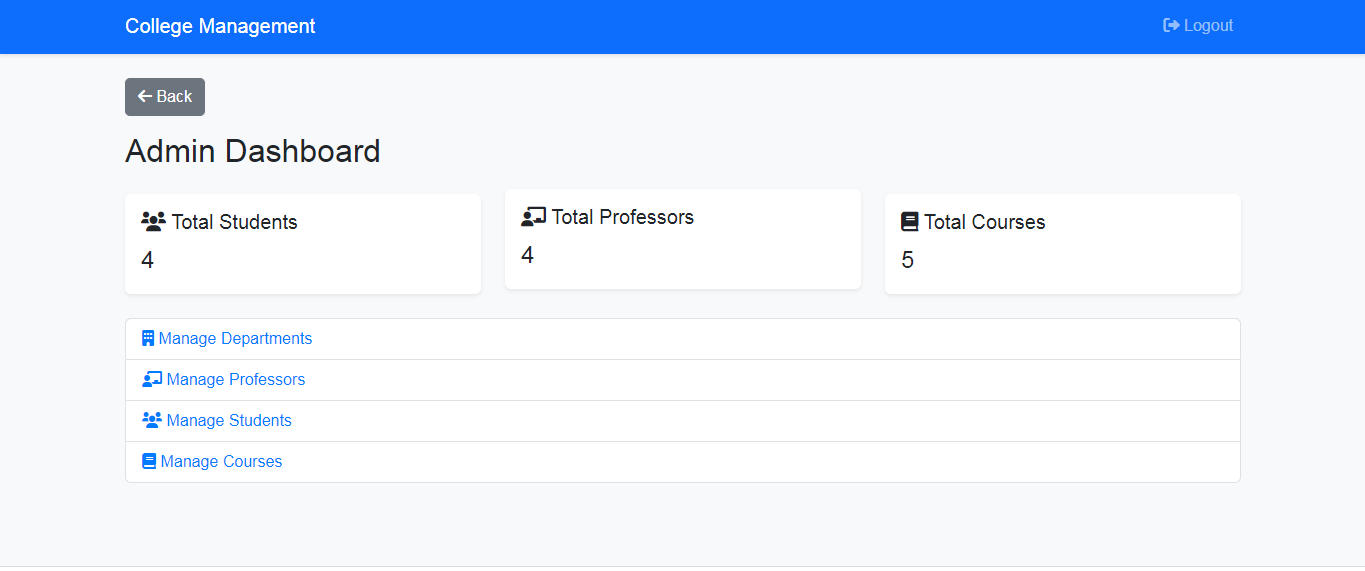 College Management
Logout
Back
Admin Dashboard
Total Students
4
Total Professors
4
Total Courses
5
Manage Departments
Manage Professors
Manage Students
Manage Courses